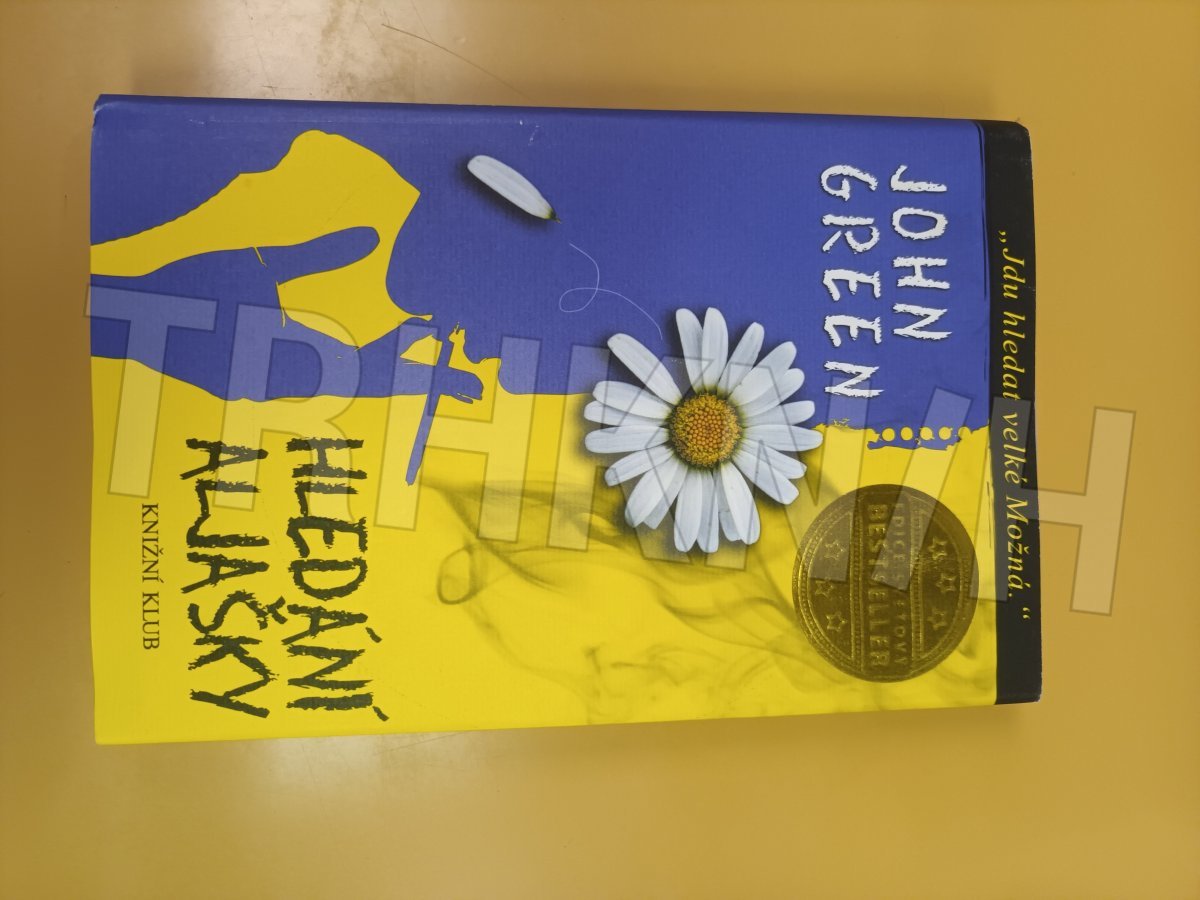 „Jdu hledat velké Možná.“
JOHN
GREEN
BESTSELLER
HLEDÁNÍ
ALJAŠKY
KNIŽNÍ KLUB
TRHKNIH